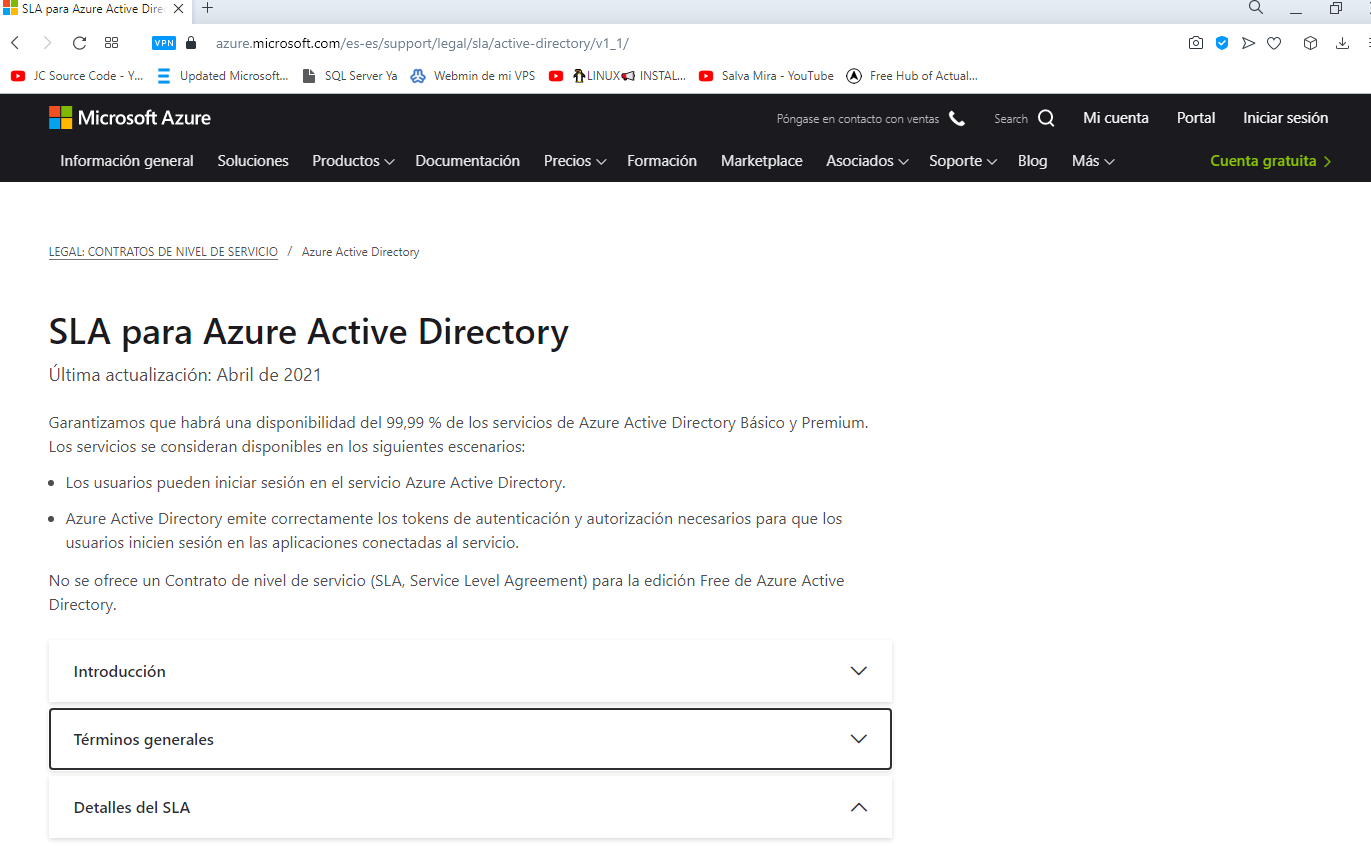 SLA para Azure Active Dire
VPN
azure.microsoft.com/es-es/support/legal/sla/active-directory/v1_1/
JC Source Code - Y...
Updated Microsoft...
SQL Server Ya
Webmin de mi VPS
LINUX
INSTAL...
Salva Mira - YouTube
Free Hub of Actual...
Microsoft Azure
Póngase en contacto con ventas
Search
Mi cuenta
Portal
Iniciar sesión
Información general
Soluciones
Productos
Documentación
Precios
Formación
Marketplace
Asociados
Soporte
Blog
Más
Cuenta gratuita
LEGAL: CONTRATOS DE NIVEL DE SERVICIO / Azure Active Directory
SLA para Azure Active Directory
Última actualización: Abril de 2021
Garantizamos que habrá una disponibilidad del 99,99 % de los servicios de Azure Active Directory Básico y Premium.
Los servicios se consideran disponibles en los siguientes escenarios:
• Los usuarios pueden iniciar sesión en el servicio Azure Active Directory.
• Azure Active Directory emite correctamente los tokens de autenticación y autorización necesarios para que los
usuarios inicien sesión en las aplicaciones conectadas al servicio.
No se ofrece un Contrato de nivel de servicio (SLA, Service Level Agreement) para la edición Free de Azure Active
Directory.
Introducción
Términos generales
Detalles del SLA